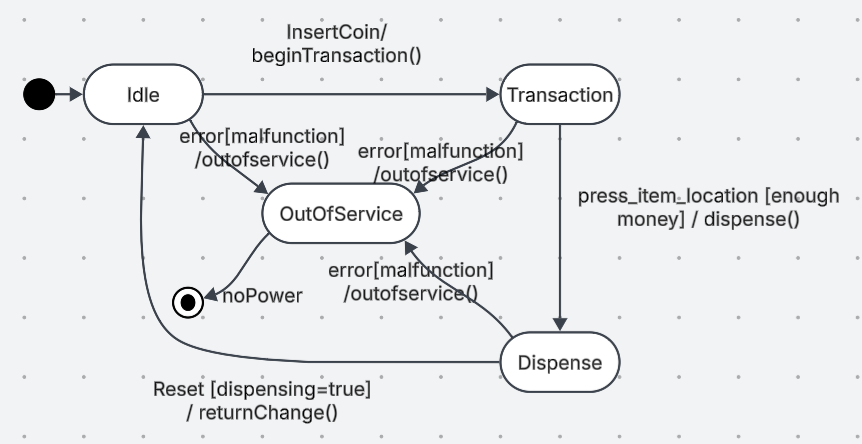 InsertCoin/
beginTransaction()
Idle
Transaction
error[malfunction]
/outofservice()
error[malfunction]
/outofservice()
press_item_location [enough
money] / dispense()
OutOfService
error[malfunction]
/outofservice()
noPower
Dispense
Reset [dispensing=true]
/ returnChange()